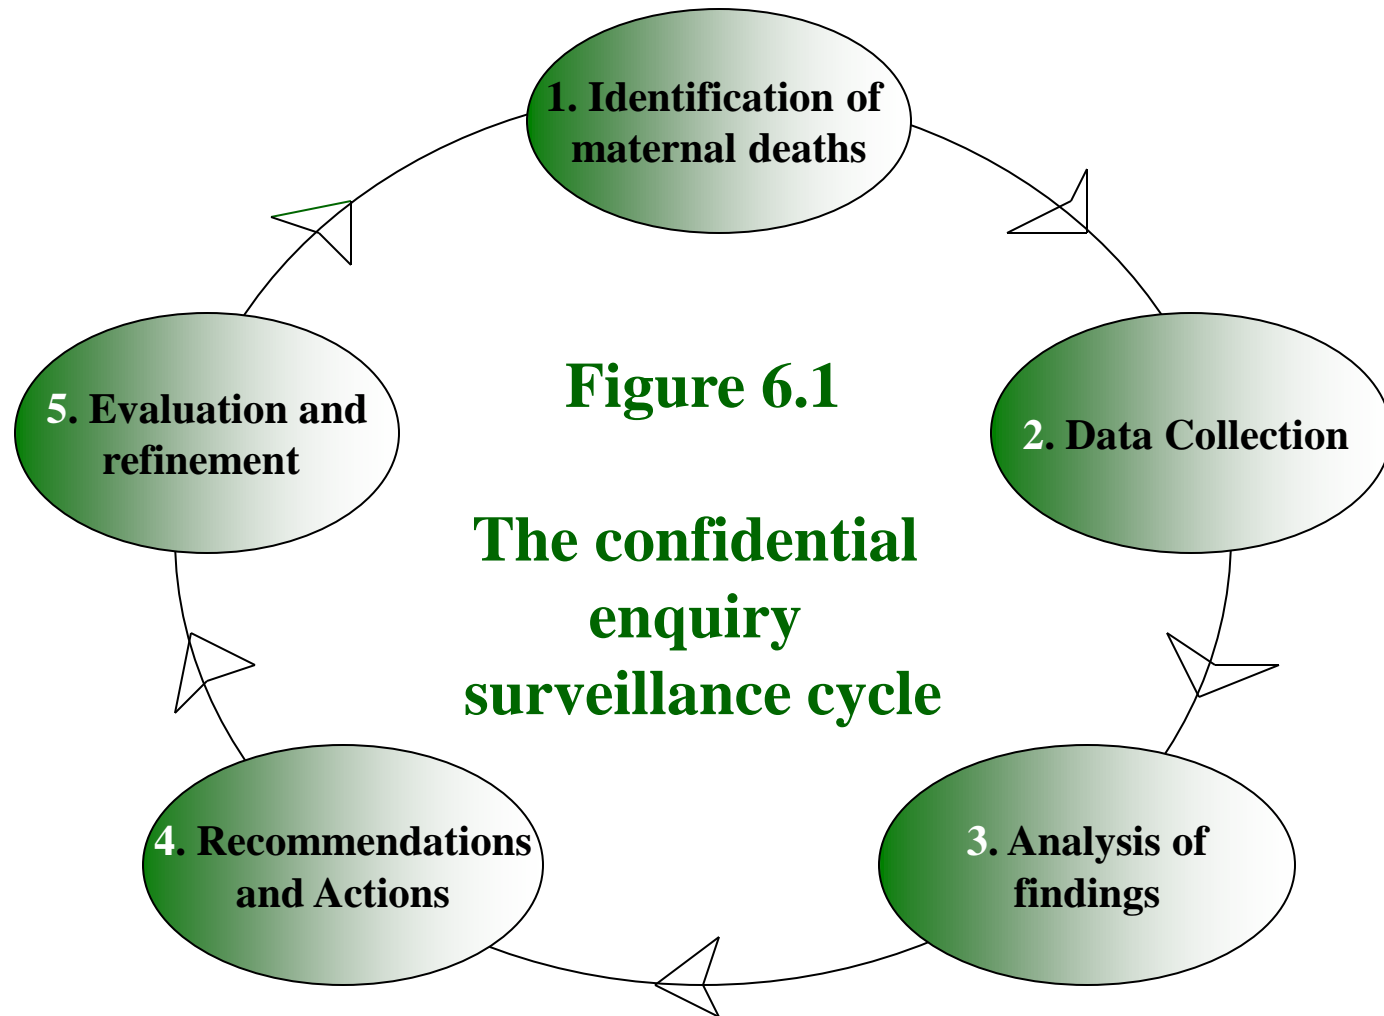 1. Identification of
maternal deaths
2. Data Collection
3. Analysis of
findings
4. Recommendations
and Actions
5. Evaluation and
refinement
Figure 6.1
The confidential
enquiry
surveillance cycle